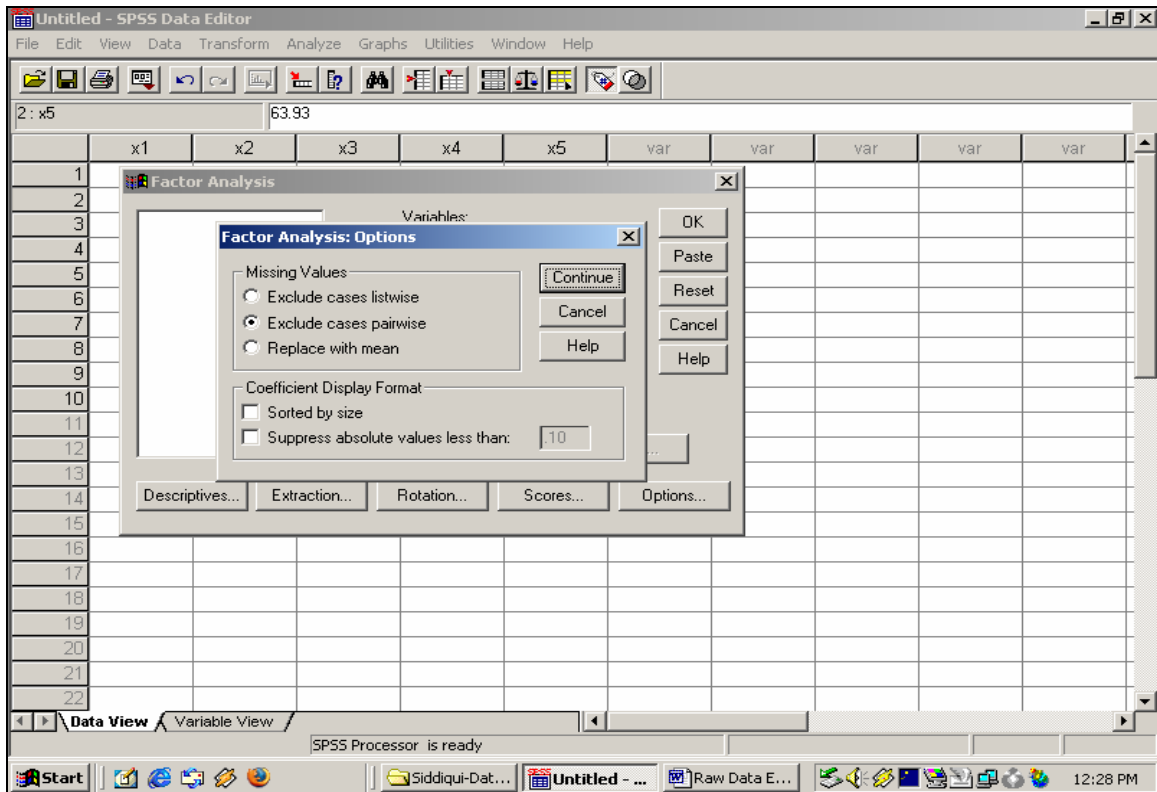 Untitled - SPSS Data Editor
File Edit View Data Transform Analyze Graphs Utilities Window Help
2 : x5 63.93
x1 x2 x3 x4 x5 var var var var var
1
2
3
4
5
6
7
8
9
10
11
12
13
14
15
16
17
18
19
20
21
22
Factor Analysis
Variables:
OK
Paste
Reset
Cancel
Help
Factor Analysis: Options
Missing Values
Exclude cases listwise
Exclude cases pairwise
Replace with mean
Continue
Cancel
Help
Coefficient Display Format
Sorted by size
Suppress absolute values less than: .10
...
Descriptives... Extraction... Rotation... Scores... Options...
Data View Variable View
SPSS Processor is ready
Start Siddiqui-Dat... Untitled - ... Raw Data E... 12:28 PM